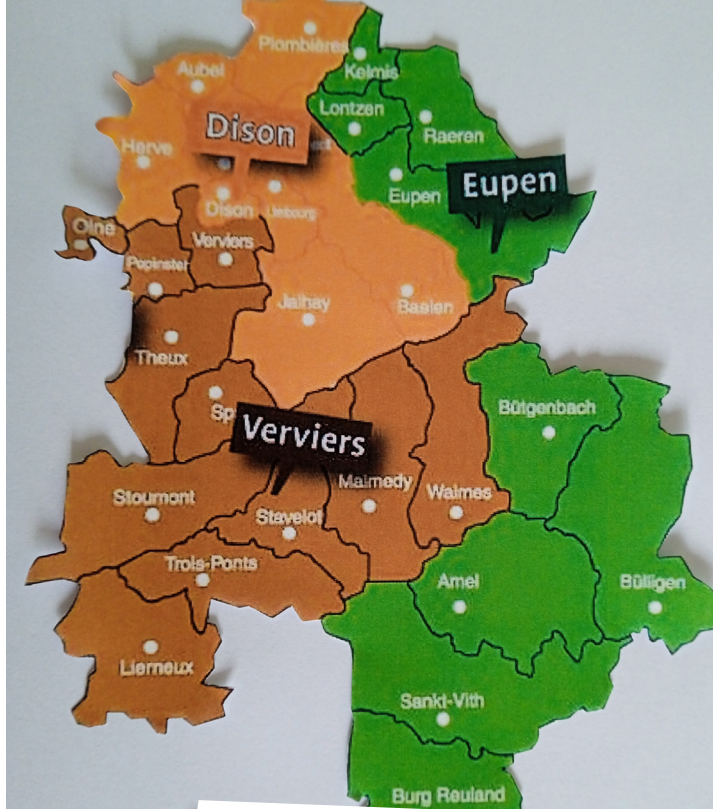 Plombières
Kelmis
Aubel
Lontzen
Raeren
Dison
Herve
Eupen
Eupen
Dison
Limbourg
Olne
Verviers
Pepinster
Jalhay
Baelen
Theux
Bütgenbach
Verviers
Malmedy
Waimes
Stoumont
Stavelot
Trois-Ponts
Amel
Büllingen
Lierneux
Sankt-Vith
Burg Reuland